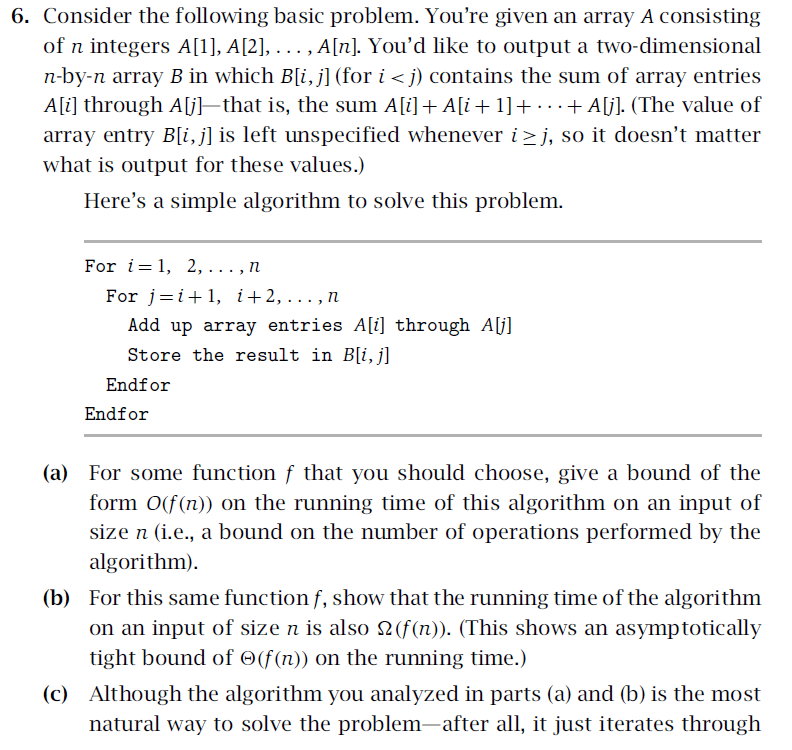 6. Consider the following basic problem. You're given an array A consisting
of n integers A[1], A[2], . . . , A[n]. You'd like to output a two-dimensional
n-by-n array B in which B[i, j] (for i < j) contains the sum of array entries
A[i] through A[j]—that is, the sum A[i] + A[i + 1] + · · · + A[j]. (The value of
array entry B[i, j] is left unspecified whenever i ≥ j, so it doesn't matter
what is output for these values.)
Here's a simple algorithm to solve this problem.
For i = 1, 2, . . . , n
For j = i + 1, i + 2, . . . , n
Add up array entries A[i] through A[j]
Store the result in B[i, j]
Endfor
Endfor
(a) For some function f that you should choose, give a bound of the
form O(f(n)) on the running time of this algorithm on an input of
size n (i.e., a bound on the number of operations performed by the
algorithm).
(b) For this same function f, show that the running time of the algorithm
on an input of size n is also Ω(f(n)). (This shows an asymptotically
tight bound of Θ(f(n)) on the running time.)
(c) Although the algorithm you analyzed in parts (a) and (b) is the most
natural way to solve the problem—after all, it just iterates through